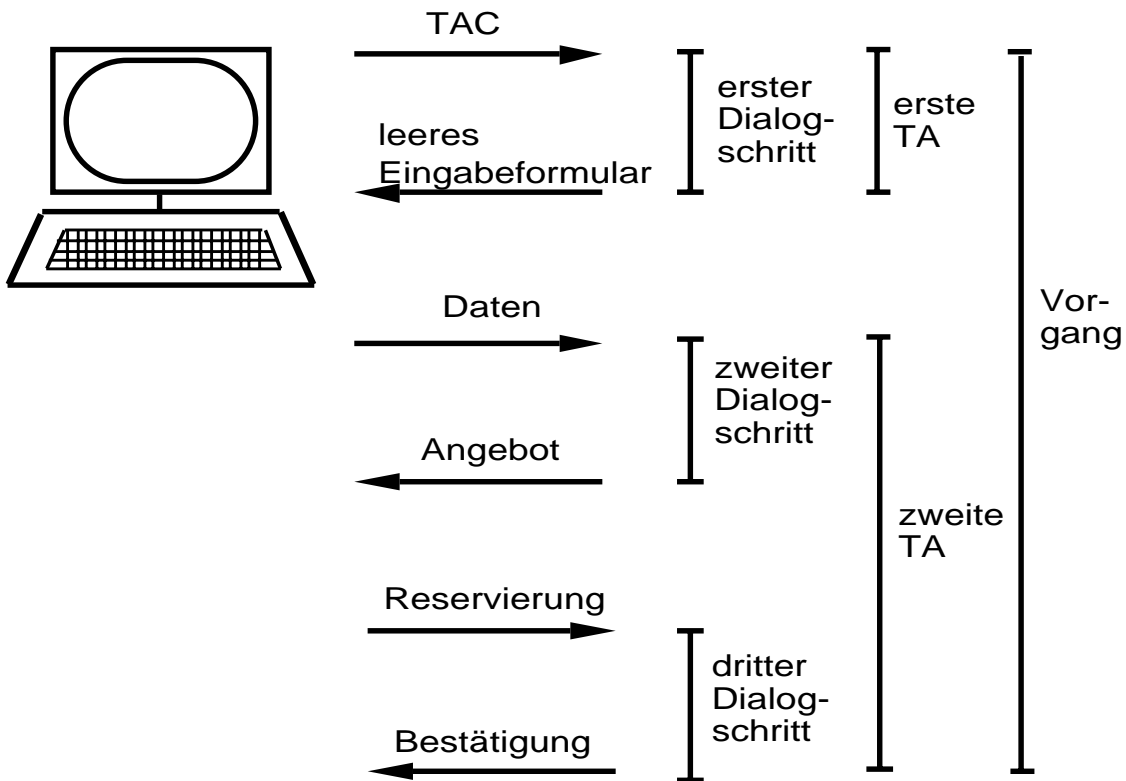 TAC
leeres
Eingabeformular
erster
Dialog-
schritt
erste
TA
Daten
Angebot
zweiter
Dialog-
schritt
Vor-
gang
zweite
TA
Reservierung
Bestätigung
dritter
Dialog-
schritt